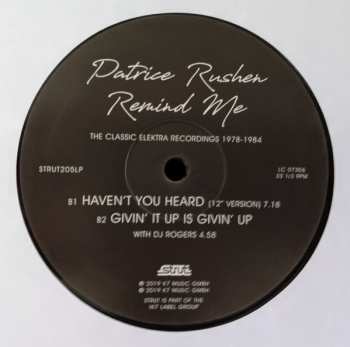 Patrice Rushen
Remind Me
THE CLASSIC ELEKTRA RECORDINGS 1978-1984
STRUT205LP
LC 07306
33 1/3 RPM
B1 HAVEN'T YOU HEARD (12" VERSION) 7.18
B2 GIVIN' IT UP IS GIVIN' UP
WITH DJ ROGERS 4.58
Strut
℗ 2019 K7 MUSIC GMBH
© 2019 K7 MUSIC GMBH
STRUT IS PART OF THE
!K7 LABEL GROUP